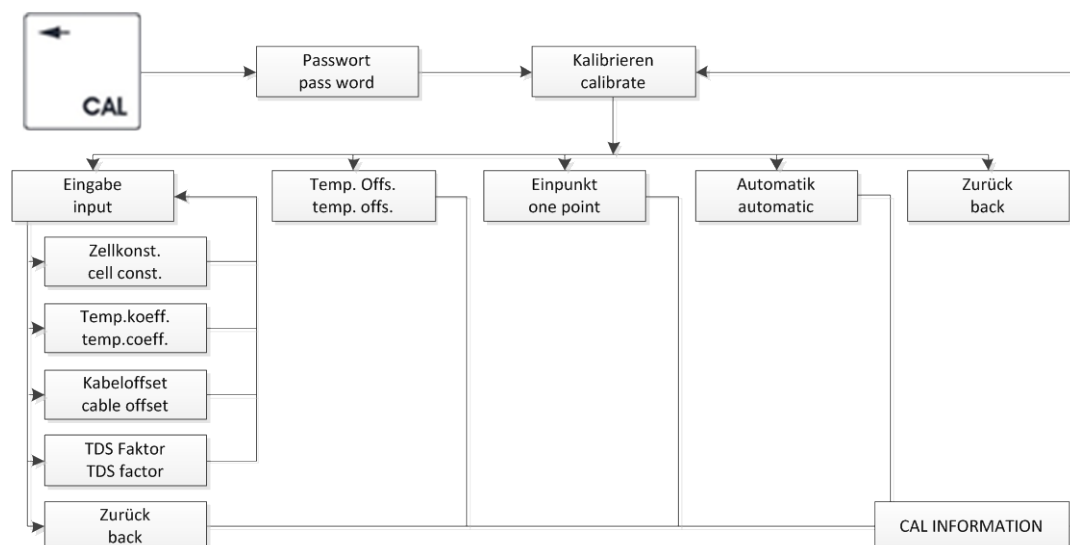 CAL
Passwort
pass word
Kalibrieren
calibrate
Eingabe
input
Temp. Offs.
temp. offs.
Einpunkt
one point
Automatik
automatic
Zurück
back
Zellkonst.
cell const.
Temp.koeff.
temp.coeff.
Kabeloffset
cable offset
TDS Faktor
TDS factor
Zurück
back
CAL INFORMATION